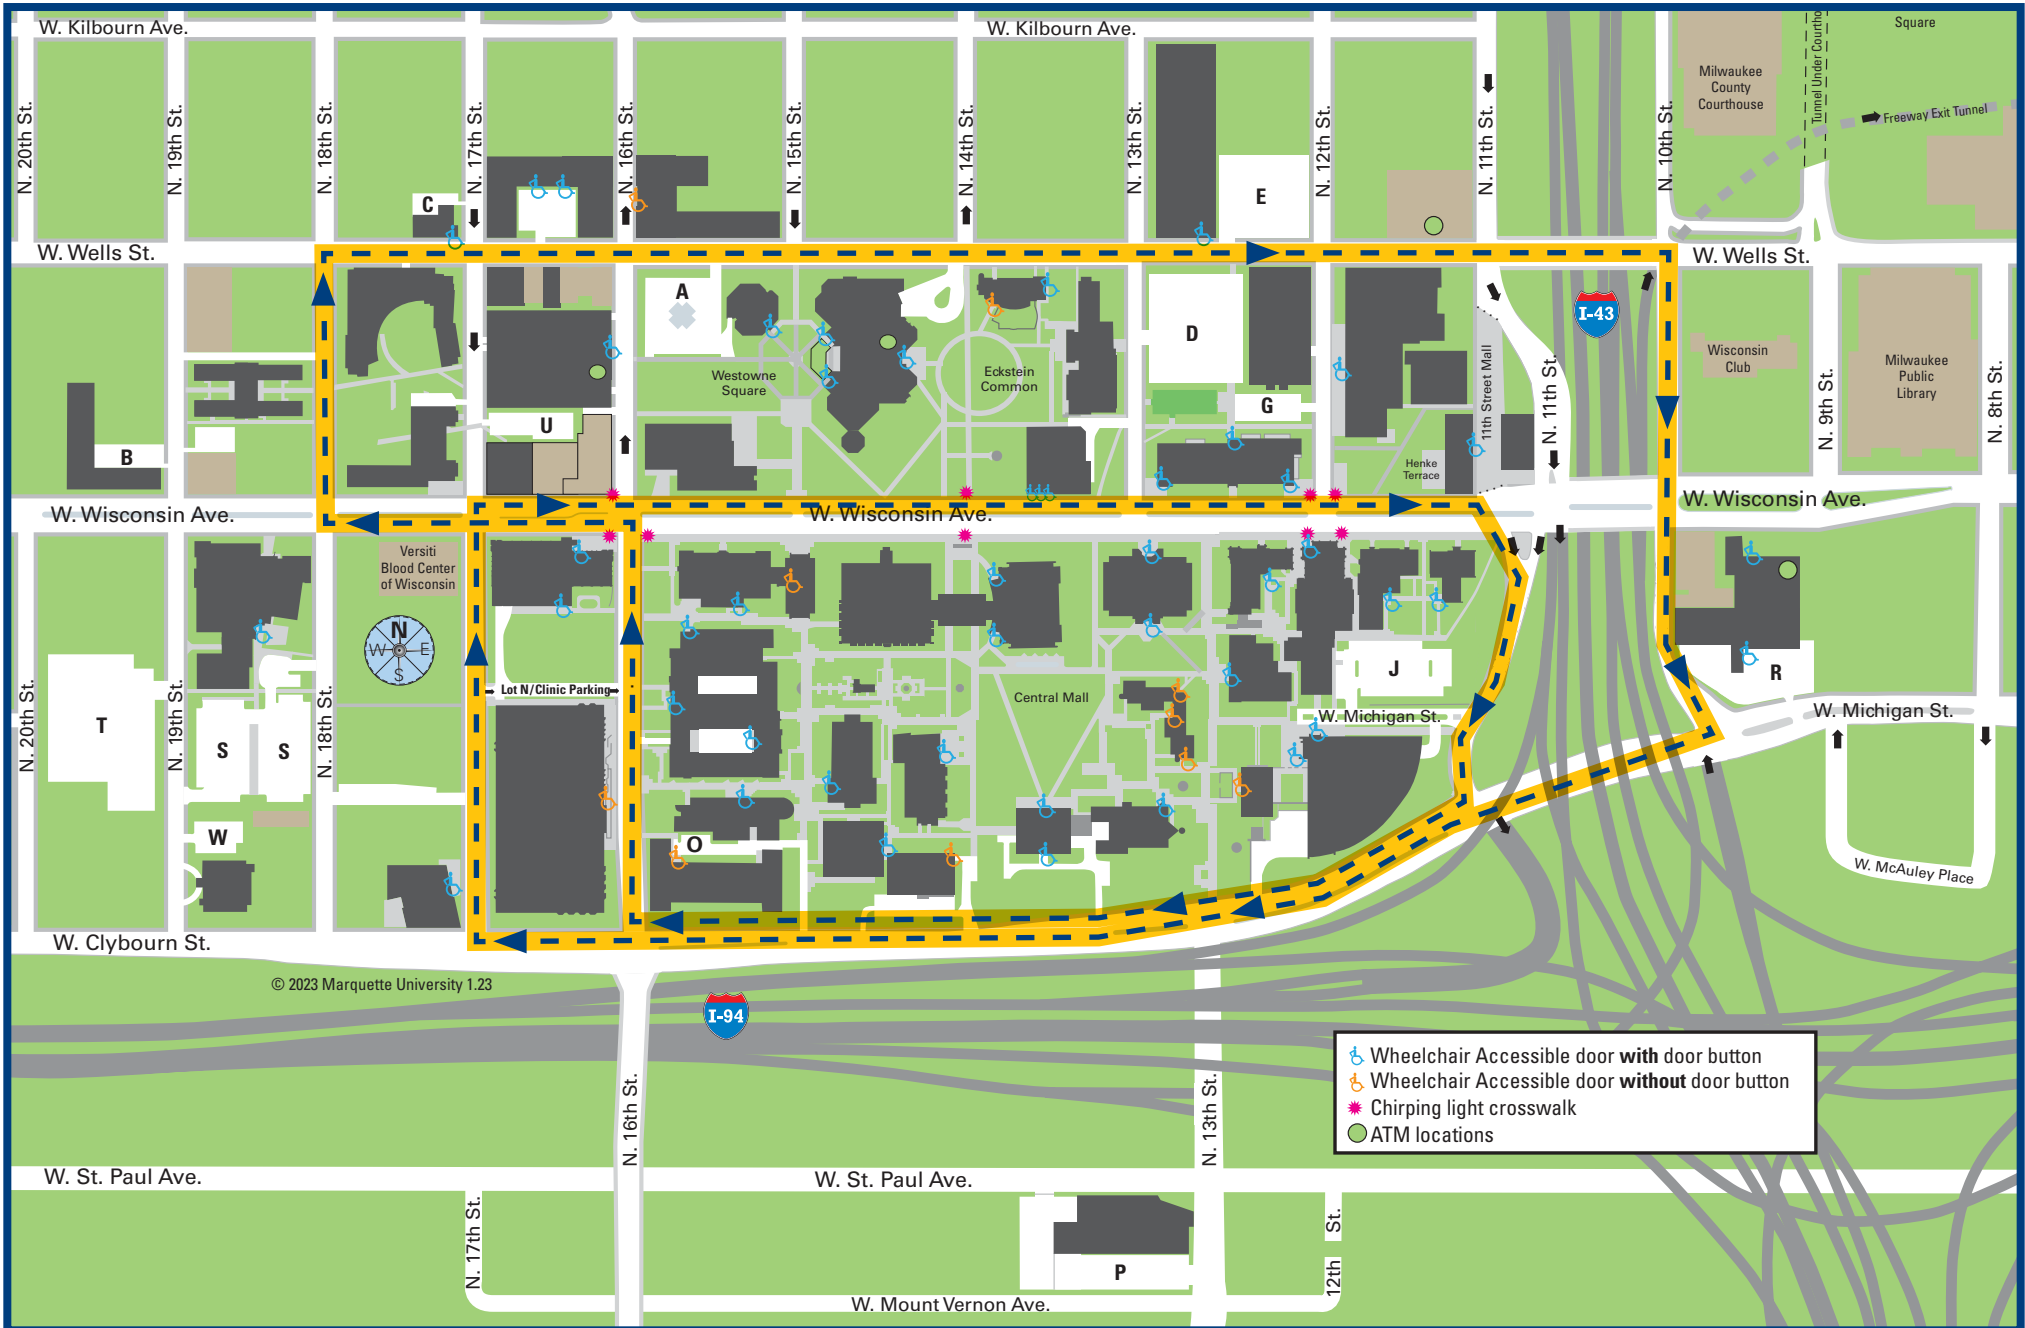 W. Kilbourn Ave.
W. Kilbourn Ave.
Square
Milwaukee
County
Courthouse
Tunnel Under Courtho
Freeway Exit Tunnel
N. 20th St.
N. 19th St.
N. 18th St.
N. 17th St.
N. 16th St.
N. 15th St.
N. 14th St.
N. 13th St.
N. 12th St.
N. 11th St.
N. 10th St.
C
E
W. Wells St.
W. Wells St.
A
D
I-43
Westowne
Square
Eckstein
Common
11th Street Mall
N. 11th St.
Wisconsin
Club
Milwaukee
Public
Library
N. 9th St.
N. 8th St.
G
U
B
Henke
Terrace
W. Wisconsin Ave.
W. Wisconsin Ave.
W. Wisconsin Ave.
Versiti
Blood Center
of Wisconsin
N
W
E
S
Lot N/Clinic Parking
Central Mall
J
R
W. Michigan St.
W. Michigan St.
N. 20th St.
N. 19th St.
N. 18th St.
T
S
S
W
O
W. McAuley Place
W. Clybourn St.
© 2023 Marquette University 1.23
I-94
Wheelchair Accessible door with door button
Wheelchair Accessible door without door button
Chirping light crosswalk
ATM locations
N. 16th St.
N. 13th St.
W. St. Paul Ave.
W. St. Paul Ave.
N. 17th St.
12th St.
P
W. Mount Vernon Ave.